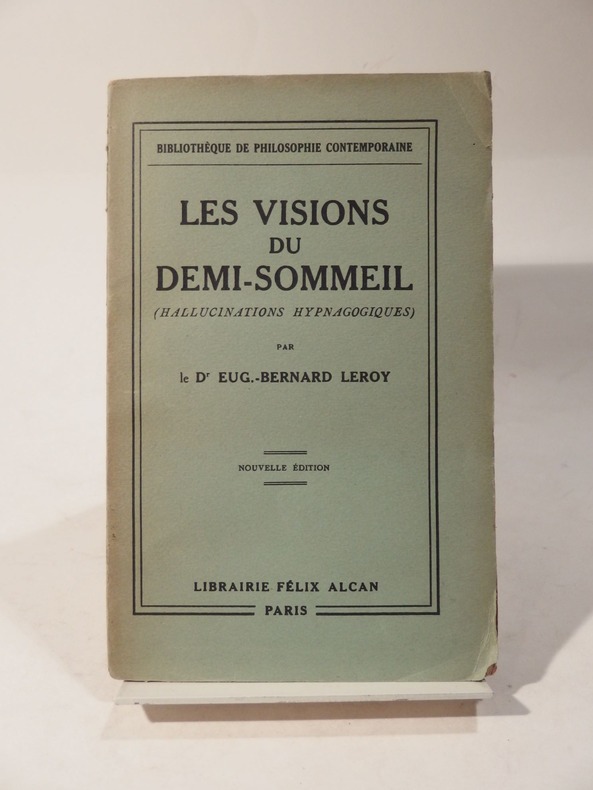 BIBLIOTHÈQUE DE PHILOSOPHIE CONTEMPORAINE
LES VISIONS
DU
DEMI-SOMMEIL
(HALLUCINATIONS HYPNAGOGIQUES)
PAR
le Dr EUG.-BERNARD LEROY
NOUVELLE ÉDITION
LIBRAIRIE FÉLIX ALCAN
PARIS